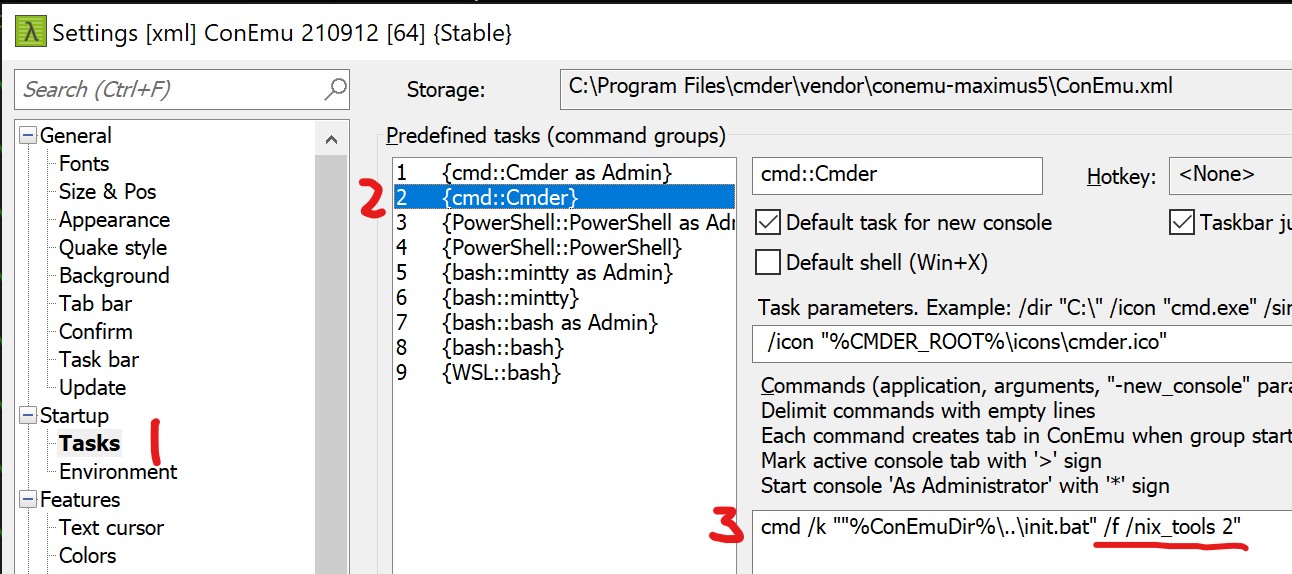 Settings [xml] ConEmu 210912 [64] {Stable}
Search (Ctrl+F)
Storage:
C:\Program Files\cmder\vendor\conemu-maximus5\ConEmu.xml
General
Fonts
Size & Pos
Appearance
Quake style
Background
Tab bar
Confirm
Task bar
Update
Startup
Tasks
1
Environment
Features
Text cursor
Colors
Predefined tasks (command groups)
1 {cmd::Cmder as Admin}
2
2 {cmd::Cmder}
3 {PowerShell::PowerShell as Adr
4 {PowerShell::PowerShell}
5 {bash::mintty as Admin}
6 {bash::mintty}
7 {bash::bash as Admin}
8 {bash::bash}
9 {WSL::bash}
cmd::Cmder
Hotkey:
<None>
Default task for new console
Taskbar ju
Default shell (Win+X)
Task parameters. Example: /dir "C:\" /icon "cmd.exe" /sin
/icon "%CMDER_ROOT%\icons\cmder.ico"
Commands (application, arguments, "-new_console" para
Delimit commands with empty lines
Each command creates tab in ConEmu when group start
Mark active console tab with '>' sign
Start console 'As Administrator' with '*' sign
3
cmd /k ""%ConEmuDir%\..\init.bat" /f /nix_tools 2"